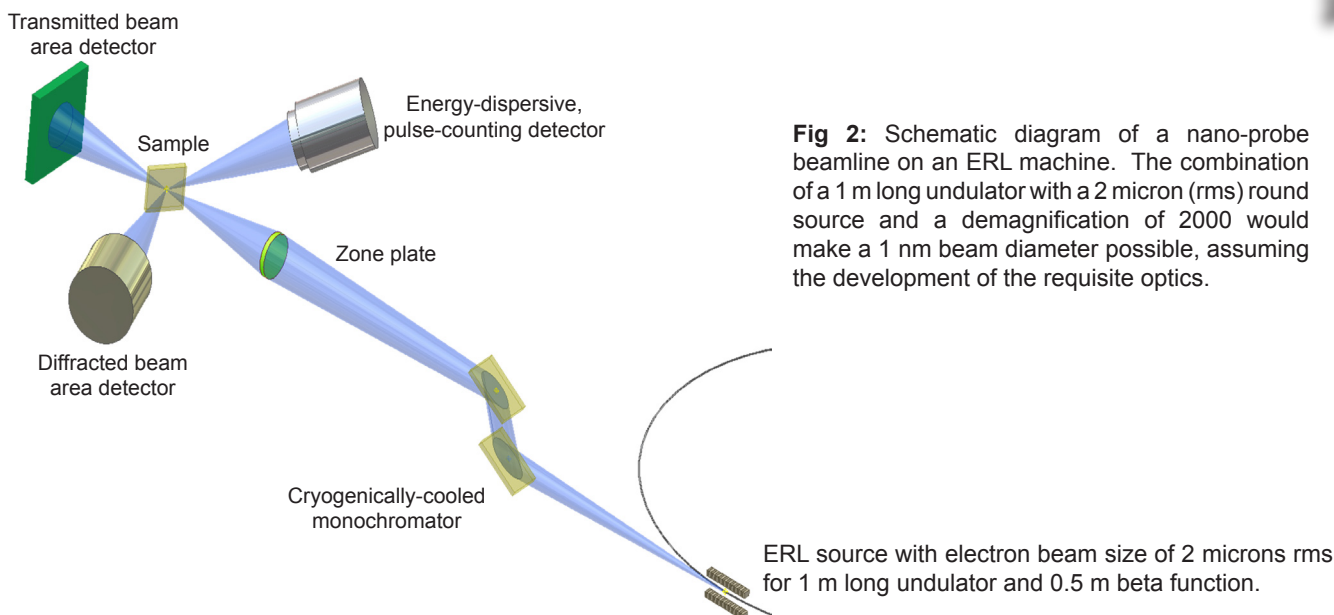 Transmitted beam
area detector
Sample
Energy-dispersive,
pulse-counting detector
Zone plate
Diffracted beam
area detector
Cryogenically-cooled
monochromator
Fig 2: Schematic diagram of a nano-probe
beamline on an ERL machine. The combination
of a 1 m long undulator with a 2 micron (rms) round
source and a demagnification of 2000 would
make a 1 nm beam diameter possible, assuming
the development of the requisite optics.
ERL source with electron beam size of 2 microns rms
for 1 m long undulator and 0.5 m beta function.